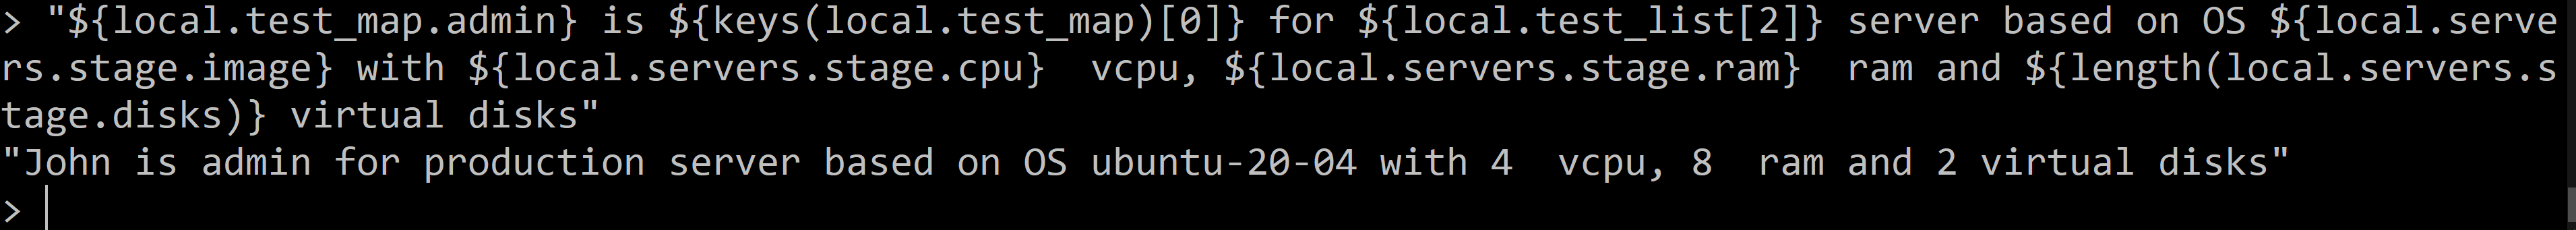 > "${local.test_map.admin} is ${keys(local.test_map)[0]} for ${local.test_list[2]} server based on OS ${local.serve
rs.stage.image} with ${local.servers.stage.cpu}  vcpu, ${local.servers.stage.ram}  ram and ${length(local.servers.s
tage.disks)} virtual disks"
"John is admin for production server based on OS ubuntu-20-04 with 4  vcpu, 8  ram and 2 virtual disks"
>